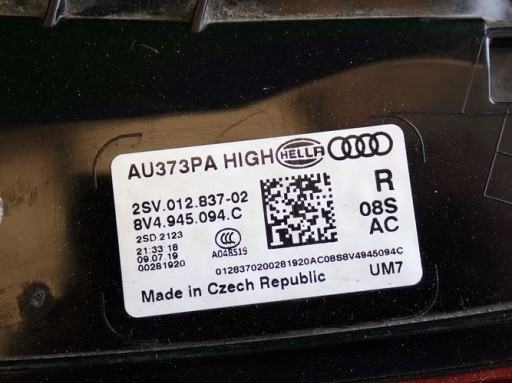 AU373PA HIGH HELLA
2SV.012.837-02
8V4.945.094.C
2SD.2123
21:33 18
09.07.19
00281920
CCC
A048519
R
08S
AC
0128370200281920AC08S8V4945094C
Made in Czech Republic
UM7